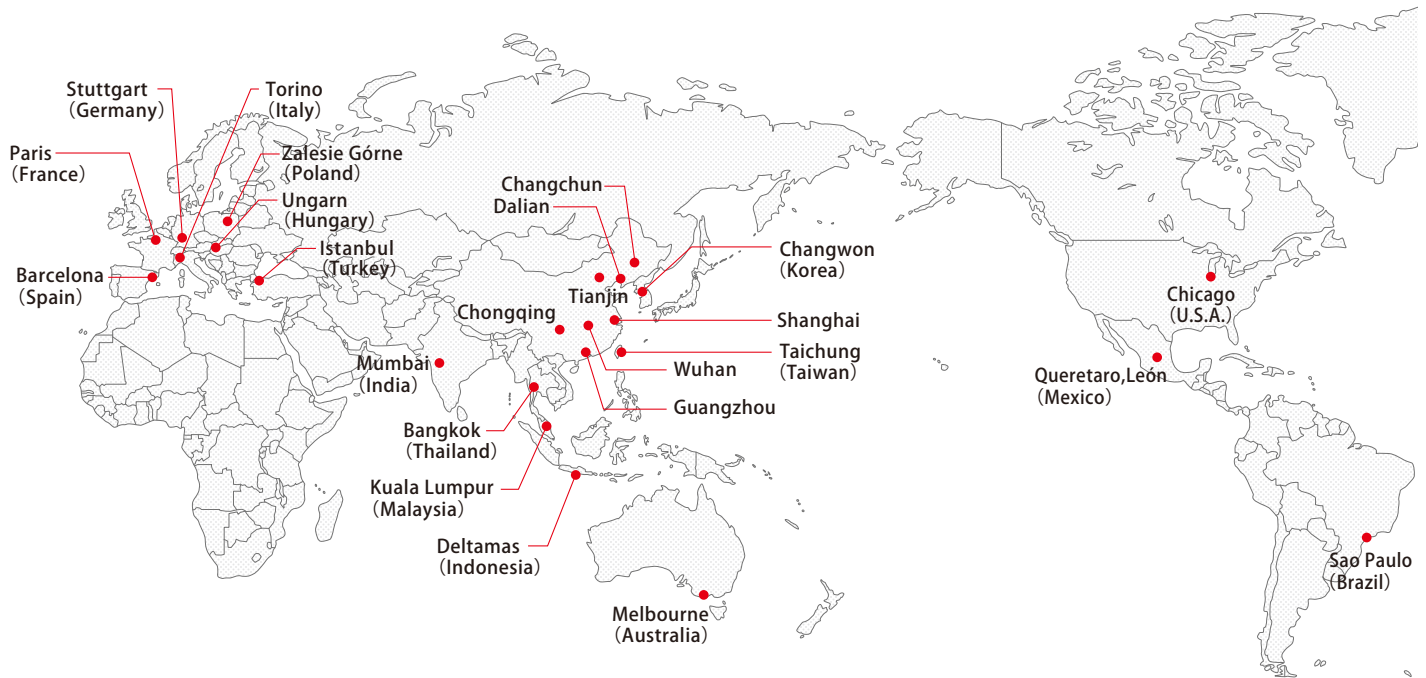 Stuttgart
（Germany）
Torino
（Italy）
Paris
（France）
Zalesie Górne
（Poland）
Ungarn
（Hungary）
Istanbul
（Turkey）
Barcelona
（Spain）
Changchun
Dalian
Changwon
（Korea）
Tianjin
Chongqing
Shanghai
Taichung
（Taiwan）
Wuhan
Guangzhou
Mumbai
（India）
Bangkok
（Thailand）
Kuala Lumpur
（Malaysia）
Deltamas
（Indonesia）
Melbourne
（Australia）
Chicago
（U.S.A.）
Queretaro,León
（Mexico）
Sao Paulo
（Brazil）